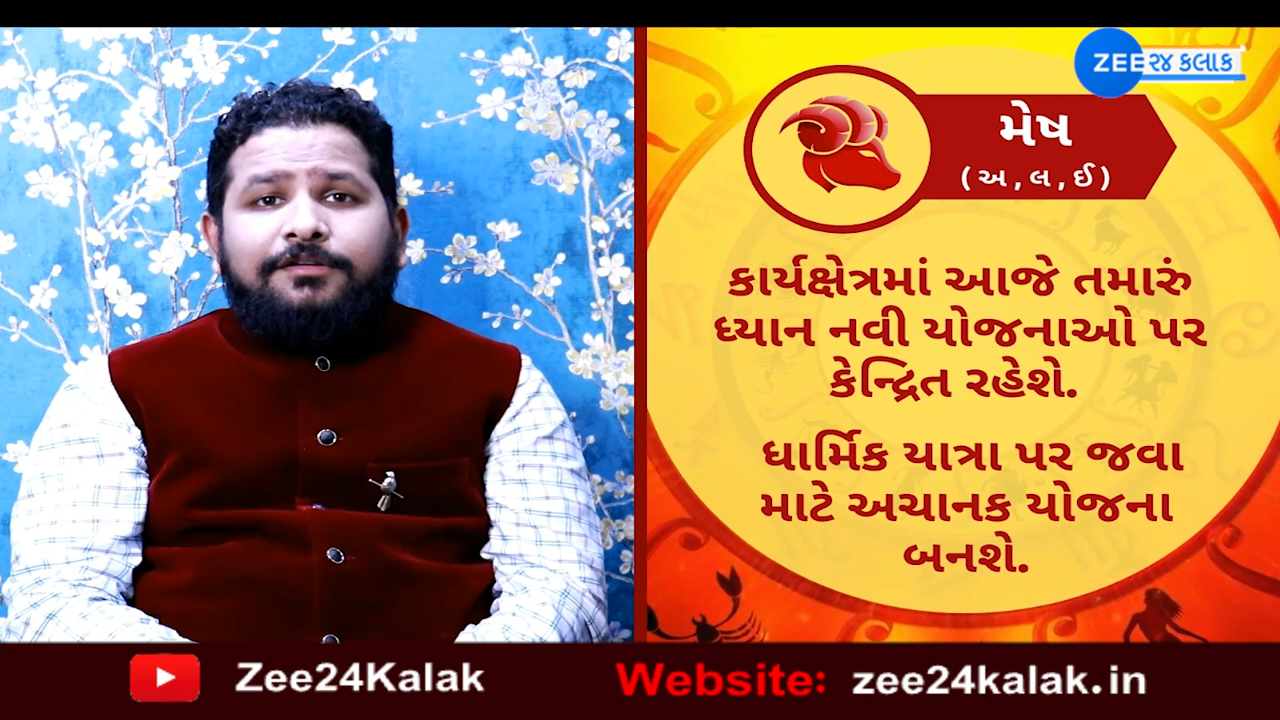 ZEE ૨૪ કલાક
મેષ
(અ, લ, ઈ)
કાર્યક્ષેત્રમાં આજે તમારું
ધ્યાન નવી યોજનાઓ પર
કેન્દ્રિત રહેશે.
ધાર્મિક યાત્રા પર જવા
માટે અચાનક યોજના
બનશે.
Zee24Kalak
Website: zee24kalak.in